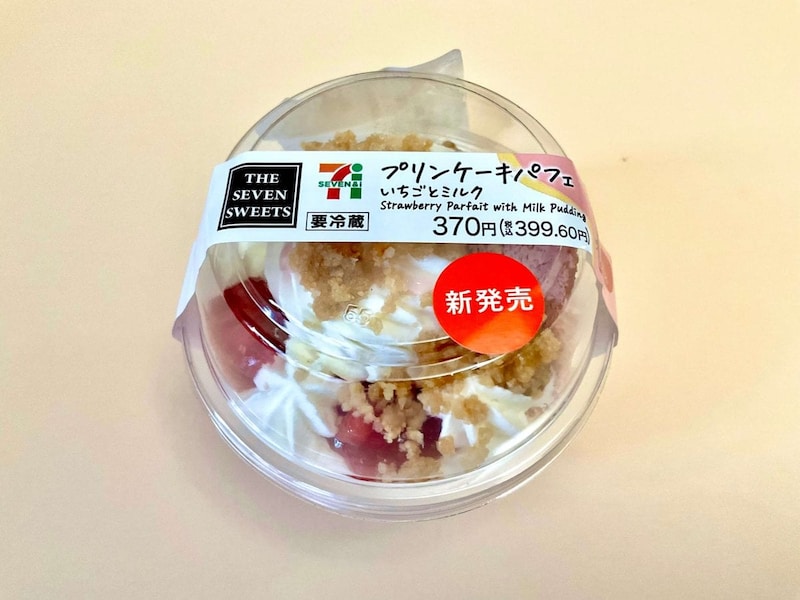 THE
SEVEN
SWEETS
7i
SEVEN&i
要冷蔵
プリンケーキパフェ
いちごとミルク
Strawberry Parfait with Milk Pudding
370円(税込399.60円)
新発売